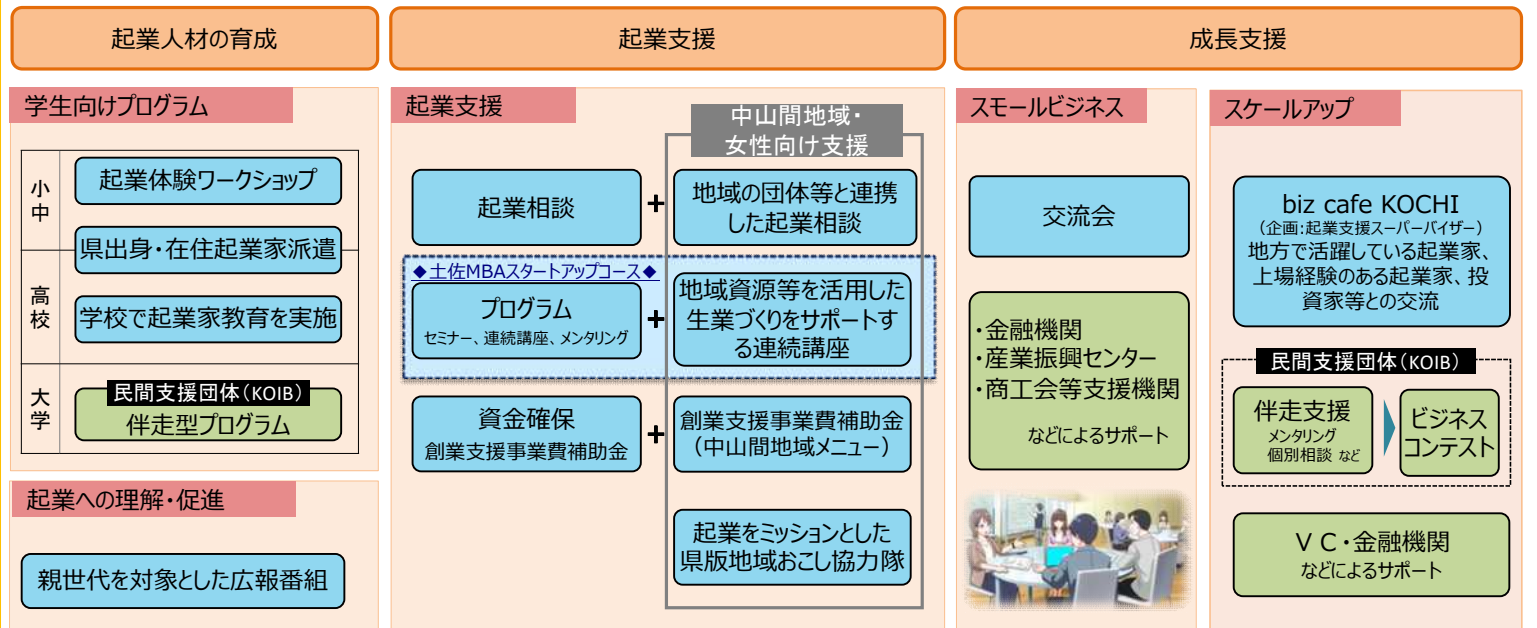 起業人材の育成
起業支援
成長支援
学生向けプログラム
小中
起業体験ワークショップ
県出身・在住起業家派遣
高校
学校で起業家教育を実施
大学
民間支援団体（KOIB）
伴走型プログラム
起業への理解・促進
親世代を対象とした広報番組
起業支援
中山間地域・
女性向け支援
起業相談
+
地域の団体等と連携
した起業相談
◆土佐MBAスタートアップコース◆
プログラム
セミナー、連続講座、メンタリング
+
地域資源等を活用した
生業づくりをサポートす
る連続講座
資金確保
創業支援事業費補助金
+
創業支援事業費補助金
（中山間地域メニュー）
起業をミッションとした
県版地域おこし協力隊
スモールビジネス
交流会
・金融機関
・産業振興センター
・商工会等支援機関
などによるサポート
スケールアップ
biz cafe KOCHI
（企画:起業支援スーパーバイザー）
地方で活躍している起業家、
上場経験のある起業家、投
資家等との交流
民間支援団体（KOIB）
伴走支援
メンタリング
個別相談 など
ビジネス
コンテスト
ＶＣ・金融機関
などによるサポート